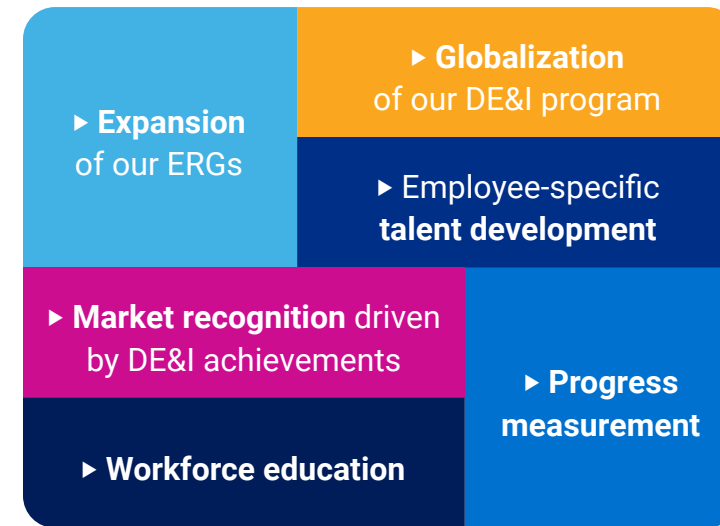 ▸ Expansion
of our ERGs
▸ Globalization
of our DE&I program
▸ Employee-specific
talent development
▸ Market recognition driven
by DE&I achievements
▸ Workforce education
▸ Progress
measurement